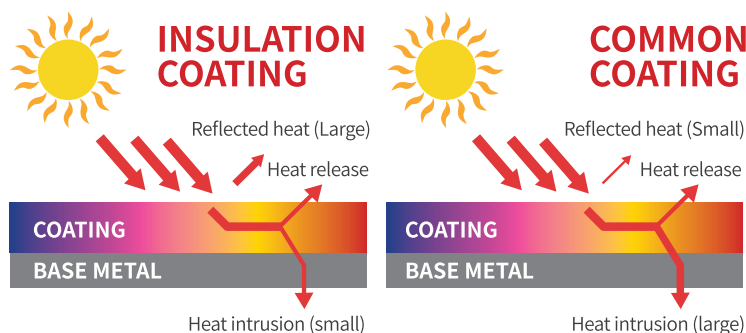 INSULATION
COATING
Reflected heat (Large)
Heat release
COATING
BASE METAL
Heat intrusion (small)
COMMON
COATING
Reflected heat (Small)
Heat release
COATING
BASE METAL
Heat intrusion (large)